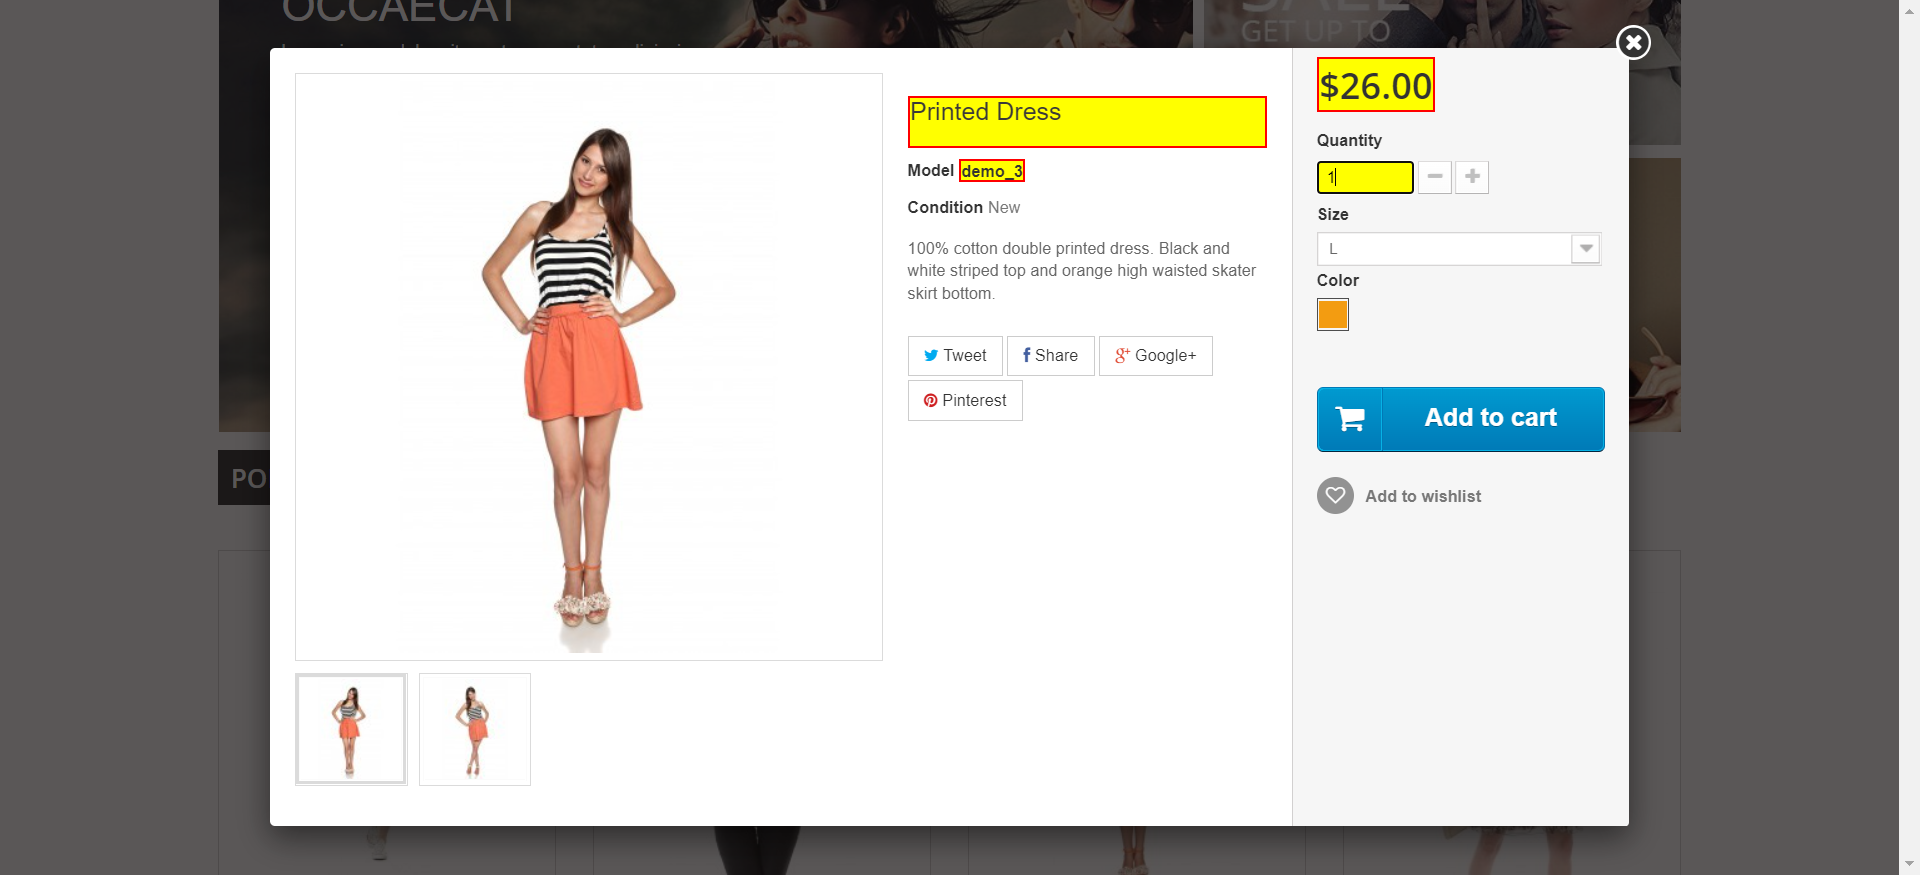 OCCAECAT
GET UP TO
$26.00
Printed Dress
Quantity
Model demo_3
1
Condition New
Size
L
100% cotton double printed dress. Black and
white striped top and orange high waisted skater
skirt bottom.
Color
Tweet
Share
Google+
Pinterest
Add to cart
Add to wishlist
PO